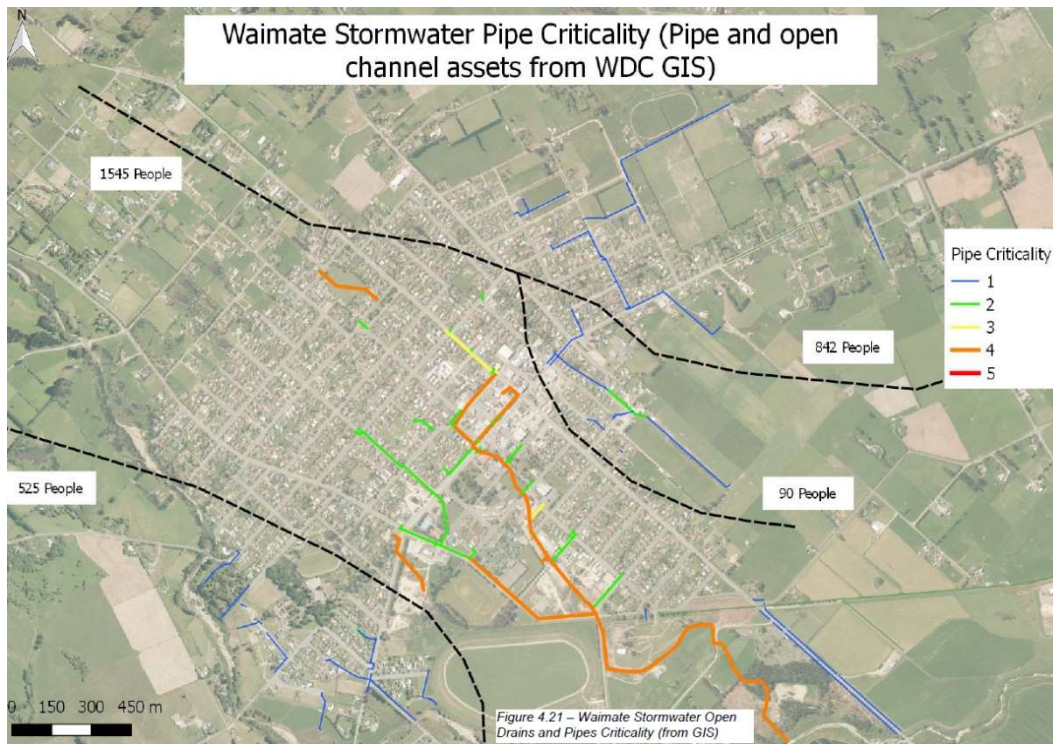 N
Waimate Stormwater Pipe Criticality (Pipe and open
channel assets from WDC GIS)
1545 People
Pipe Criticality
1
2
3
4
5
842 People
525 People
90 People
0 150 300 450 m
Figure 4.21 – Waimate Stormwater Open
Drains and Pipes Criticality (from GIS)